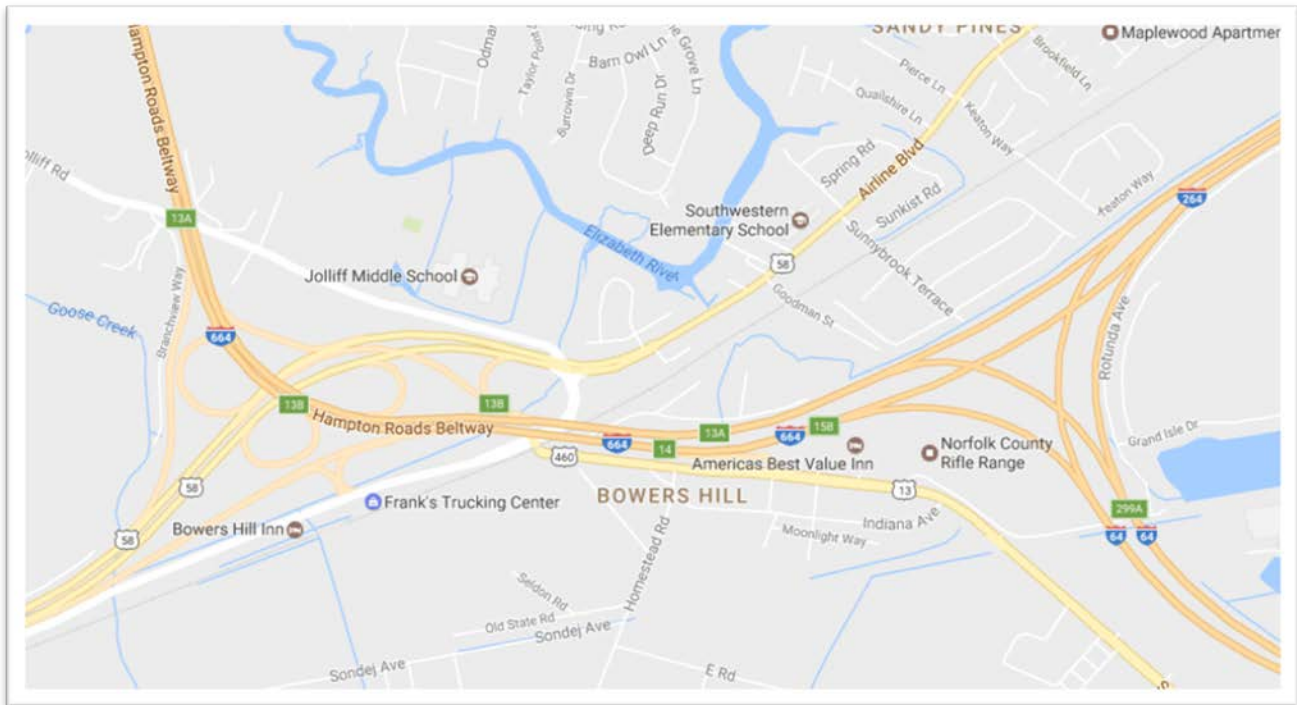 SANDY PINES
Maplewood Apartmen
Hampton Roads Beltway
Taylor Point
Barn Owl Ln
Burrowin Dr
Deep Run Dr
Grove Ln
Brookfield Ln
Pierce Ln
Quailshire Ln
Keaton Way
Jolliff Rd
13A
Spring Rd
Airline Blvd
Sunkist Rd
Keaton Way
264
Southwestern
Elementary School
Elizabeth River
Sunnybrook Terrace
58
Jolliff Middle School
Goodman St
Goose Creek
Branchview Way
Rotunda Ave
664
13B
13B
Hampton Roads Beltway
664
14
13A
664
15B
Americas Best Value Inn
Norfolk County
Rifle Range
Grand Isle Dr
460
58
Frank's Trucking Center
BOWERS HILL
13
Indiana Ave
299A
Bowers Hill Inn
58
Moonlight Way
64
64
Homestead Rd
Seldon Rd
Old State Rd
Sondej Ave
Sondej Ave
E Rd